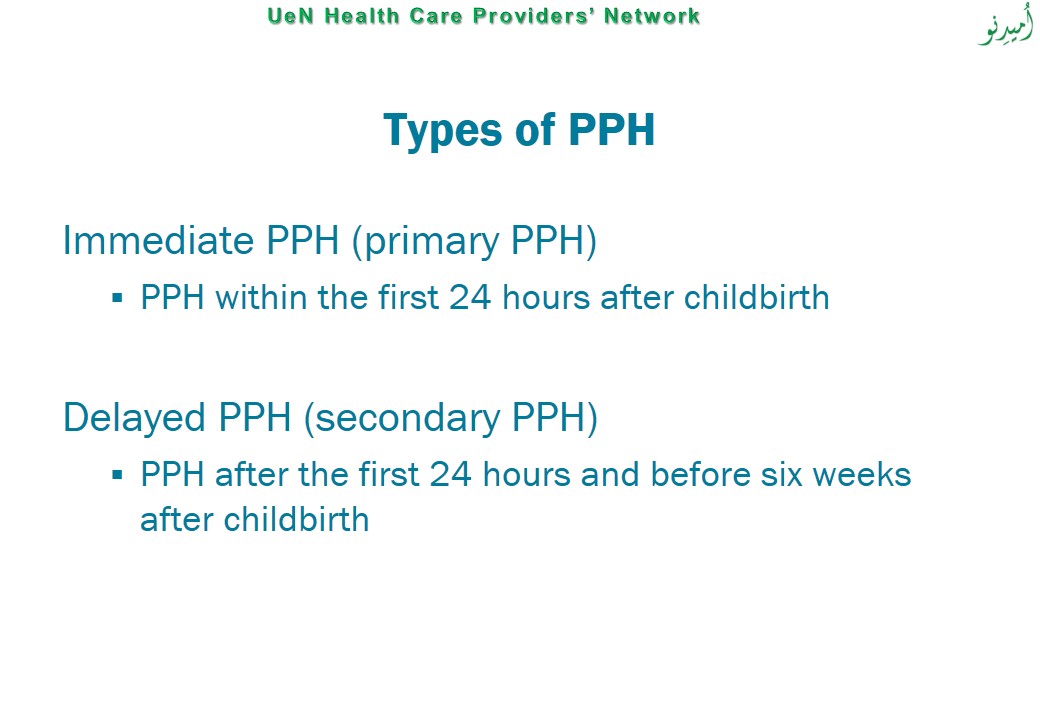 UeN Health Care Providers’ Network
اُمیدِنو
Types of PPH
Immediate PPH (primary PPH)
▪ PPH within the first 24 hours after childbirth
Delayed PPH (secondary PPH)
▪ PPH after the first 24 hours and before six weeks
after childbirth